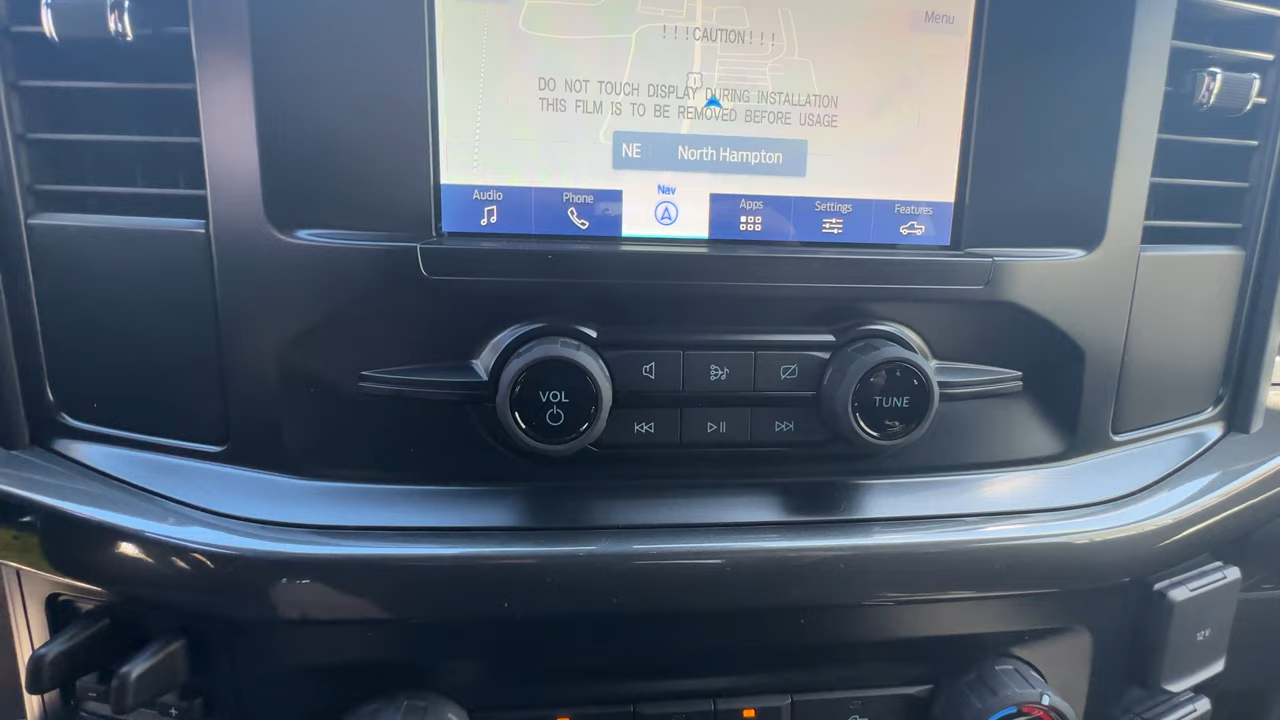 Menu
! ! ! CAUTION ! ! !
DO NOT TOUCH DISPLAY DURING INSTALLATION
THIS FILM IS TO BE REMOVED BEFORE USAGE
1
NE North Hampton
Audio Phone Nav Apps Settings Features
VOL
TUNE
12V